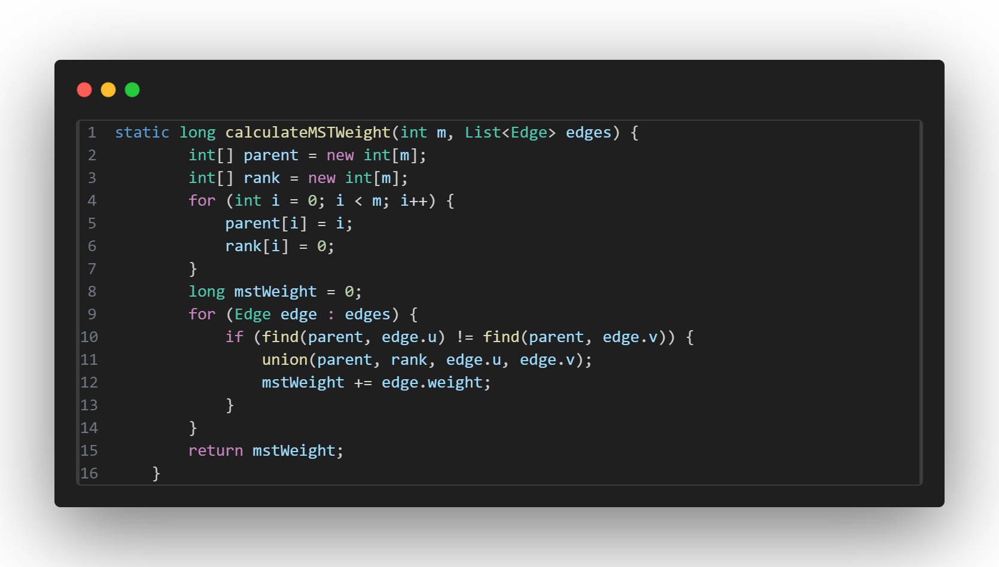 1 static long calculateMSTWeight(int m, List<Edge> edges) {
2         int[] parent = new int[m];
3         int[] rank = new int[m];
4         for (int i = 0; i < m; i++) {
5             parent[i] = i;
6             rank[i] = 0;
7         }
8         long mstWeight = 0;
9         for (Edge edge : edges) {
10             if (find(parent, edge.u) != find(parent, edge.v)) {
11                 union(parent, rank, edge.u, edge.v);
12                 mstWeight += edge.weight;
13             }
14         }
15         return mstWeight;
16     }